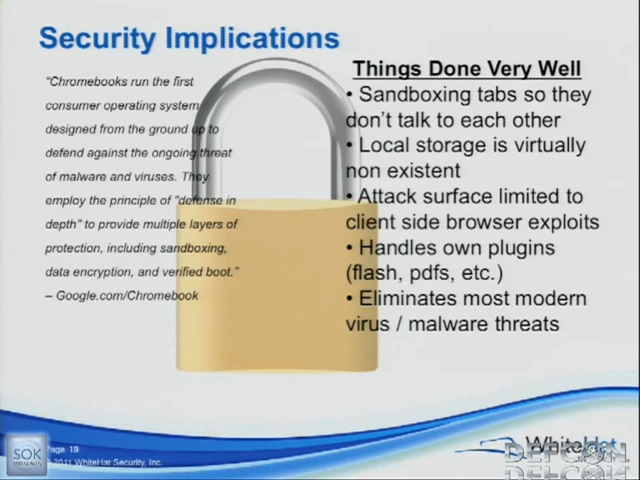 Security Implications
"Chromebooks run the first
consumer operating system
designed from the ground up to
defend against the ongoing threat
of malware and viruses. They
employ the principle of "defense in
depth" to provide multiple layers of
protection, including sandboxing,
data encryption, and verified boot."
– Google.com/Chromebook
Things Done Very Well
• Sandboxing tabs so they
don't talk to each other
• Local storage is virtually
non existent
• Attack surface limited to
client side browser exploits
• Handles own plugins
(flash, pdfs, etc.)
• Eliminates most modern
virus / malware threats
Page 19
© 2011 WhiteHat Security, Inc.
SOK
WhiteHat
DEFCON